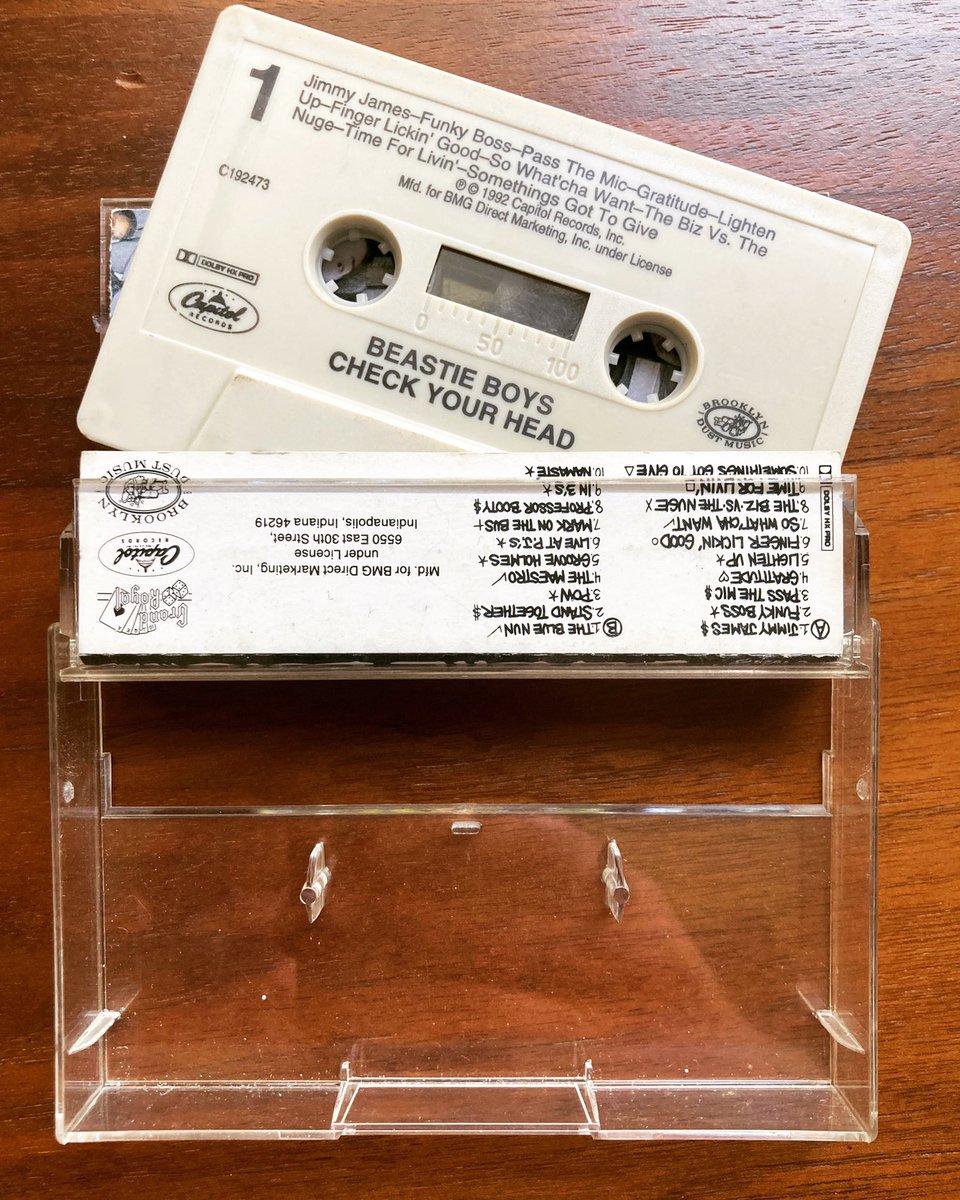 1
Jimmy James–Funky Boss–Pass The Mic–Gratitude–Lighten
Up–Finger Lickin' Good–So What'cha Want–The Biz Vs. The
Nuge–Time For Livin'–Somethings Got To Give
℗© 1992 Capitol Records, Inc.
Mfd. for BMG Direct Marketing, Inc. under License
C192473
DOLBY HX PRO
Capitol
RECORDS
0
50
100
BEASTIE BOYS
CHECK YOUR HEAD
BROOKLYN
DUST MUSIC
A 1. JIMMY JAMES $
2. FUNKY BOSS ★
3. PASS THE MIC $
4. GRATITUDE ♡
5. LIGHTEN UP ★
6. FINGER LICKIN' GOOD ○
7. SO WHAT'CHA WANT ✓
8. THE BIZ VS. THE NUGE X
9. TIME FOR LIVIN' □
10. SOMETHINGS GOT TO GIVE △
DOLBY HX PRO
B 1. THE BLUE NUN ✓
2. STAND TOGETHER $
3. POW ★
4. THE MAESTRO ✓
5. GROOVE HOLMES ★
6. LIVE AT P.J.'S ★
7. MARK ON THE BUS †
8. PROFESSOR BOOTY $
9. IN 3'S ★
10. NAMASTE ★
Mfd. for BMG Direct Marketing, Inc.
under License
6550 East 30th Street,
Indianapolis, Indiana 46219
Grand Royal
Capitol
RECORDS
BROOKLYN
DUST MUSIC